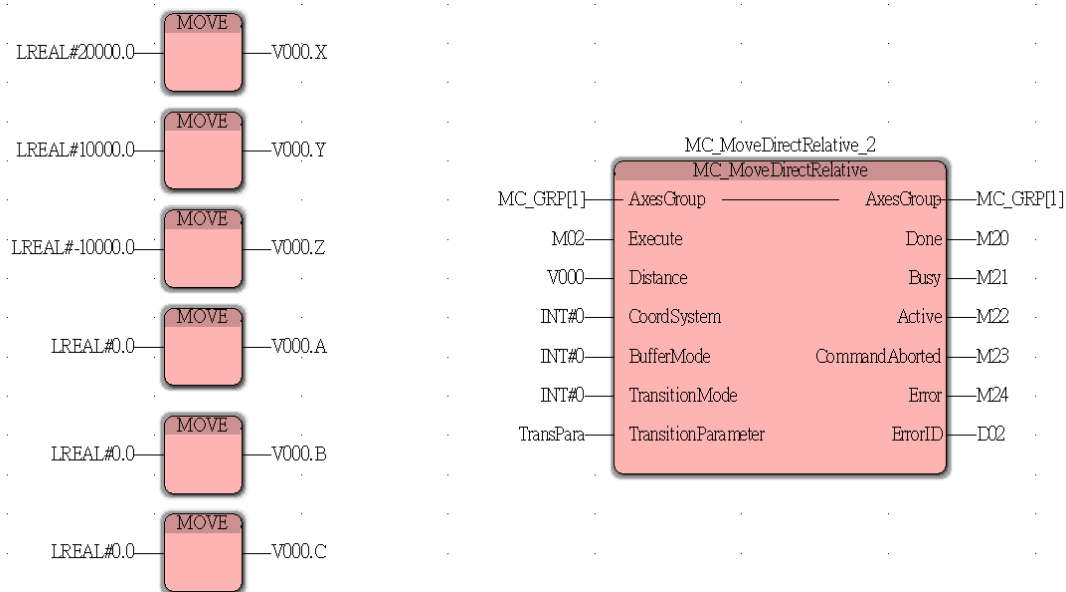 MOVE
LREAL#20000.0 V000.X
MOVE
LREAL#10000.0 V000.Y
MOVE
LREAL#-10000.0 V000.Z
MOVE
LREAL#0.0 V000.A
MOVE
LREAL#0.0 V000.B
MOVE
LREAL#0.0 V000.C
MC_MoveDirectRelative_2
MC_MoveDirectRelative
MC_GRP[1] AxesGroup AxesGroup MC_GRP[1]
M02 Execute Done M20
V000 Distance Busy M21
INT#0 CoordSystem Active M22
INT#0 BufferMode CommandAborted M23
INT#0 TransitionMode Error M24
TransPara TransitionParameter ErrorID D02